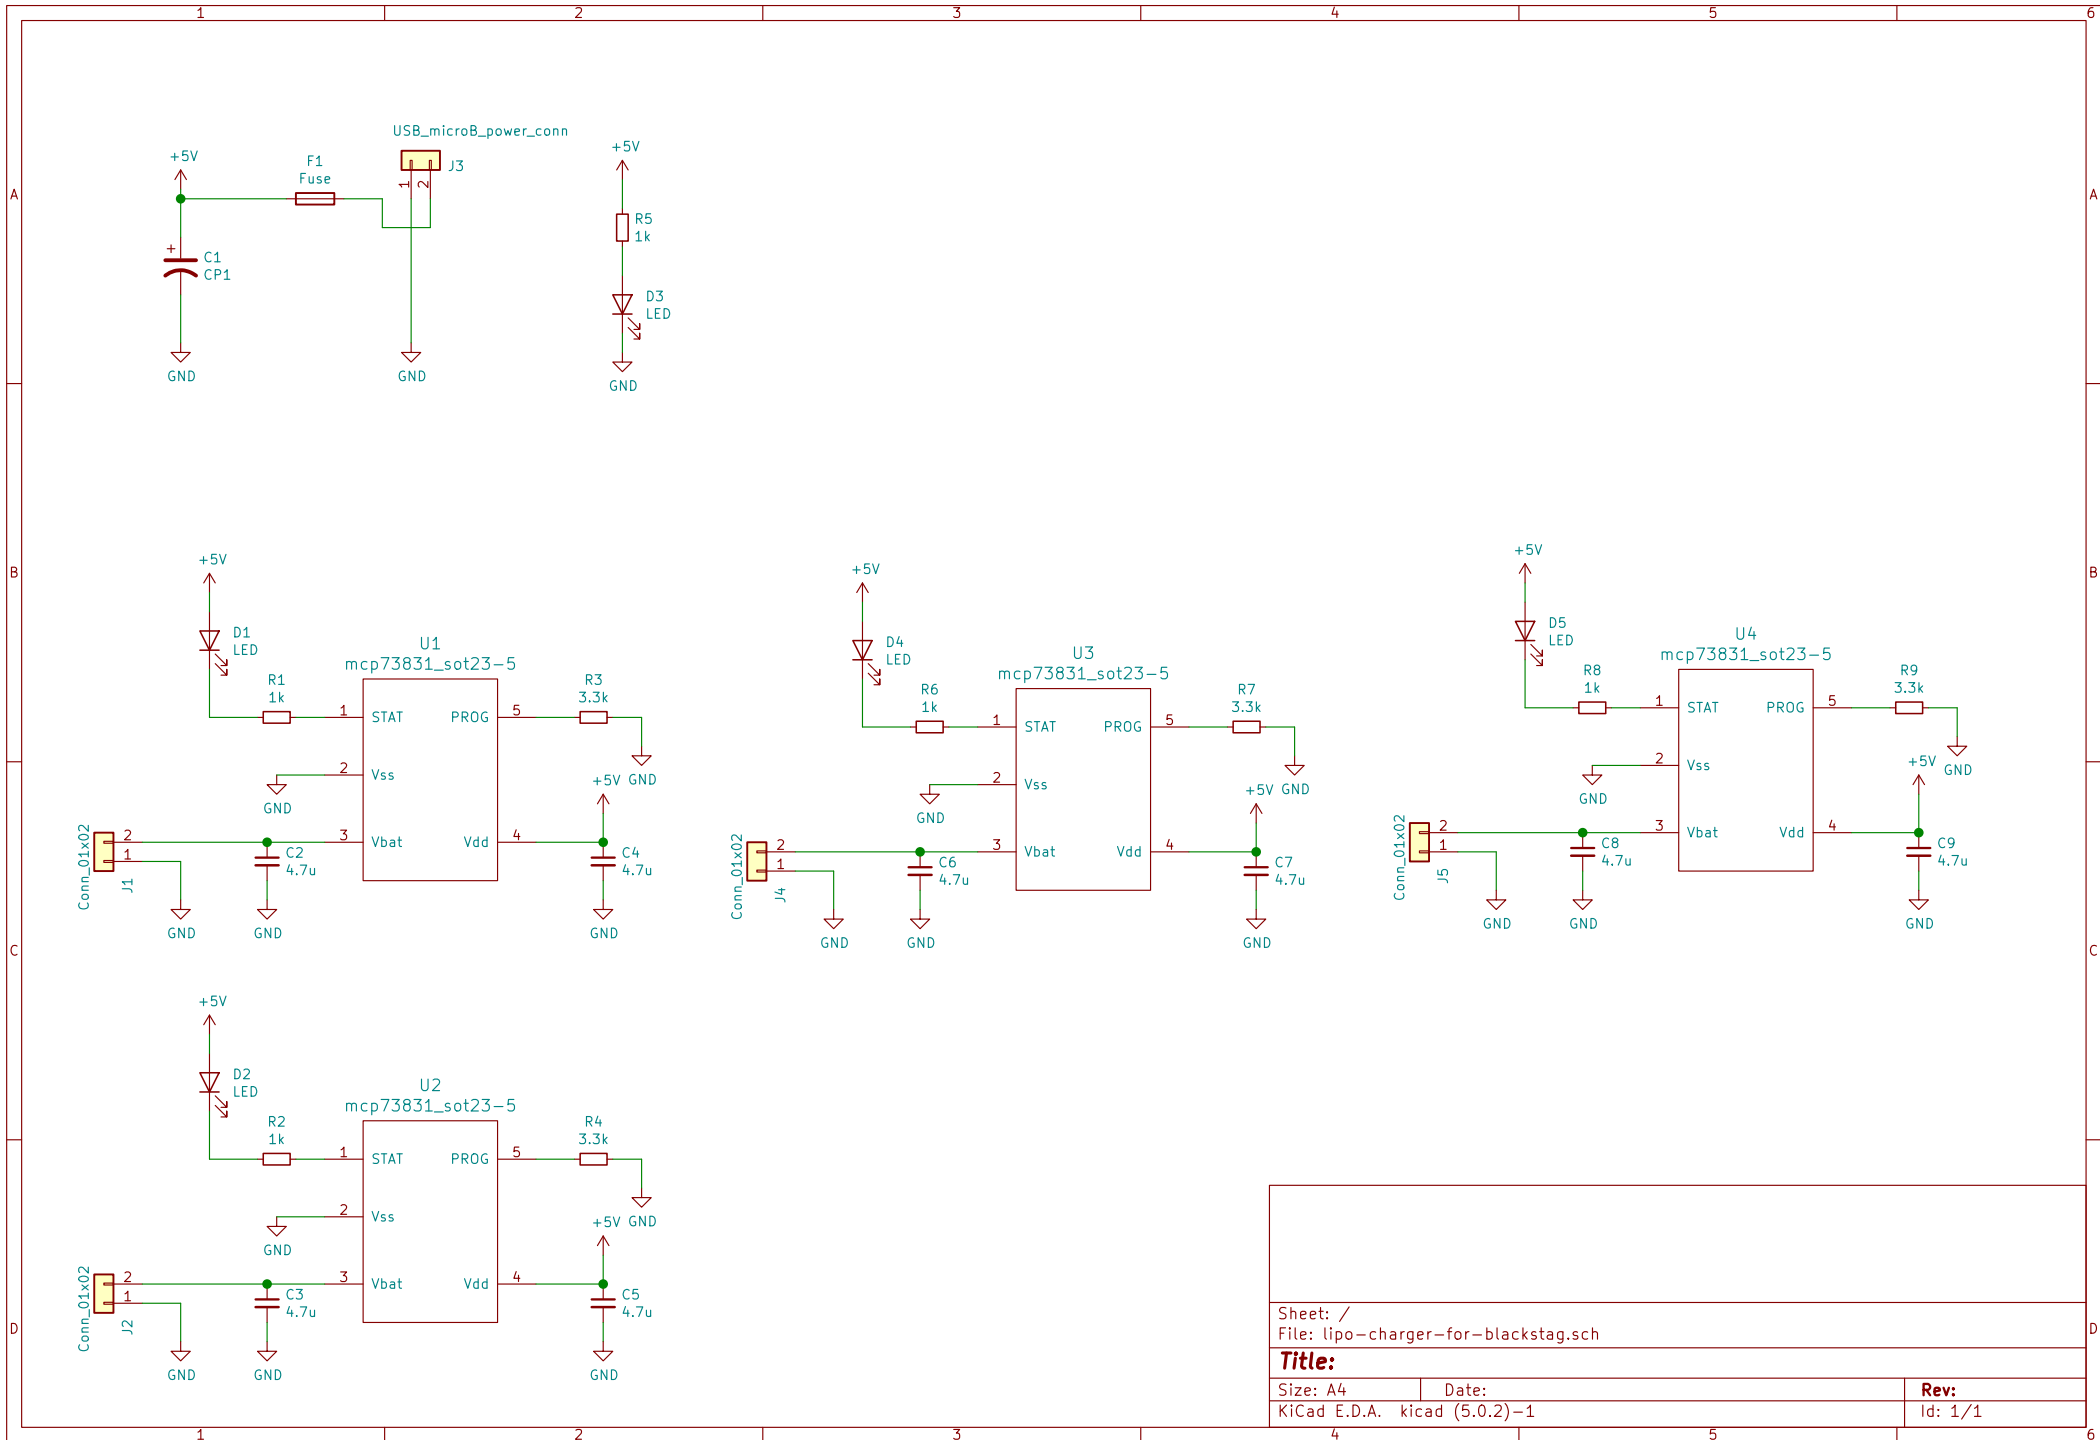 1 2 3 4 5 6
A
A
USB_microB_power_conn
+5V
F1
Fuse
J3
1
2
+5V
R5
1k
+
C1
CP1
D3
LED
GND
GND
GND
B
B
+5V
D1
LED
U1
mcp73831_sot23-5
R1
1k
R3
3.3k
1
STAT
PROG
5
2
Vss
GND
+5V
GND
Conn_01x02
2
1
J1
3
Vbat
Vdd
4
C2
4.7u
C4
4.7u
GND
GND
GND
+5V
D4
LED
U3
mcp73831_sot23-5
R6
1k
R7
3.3k
1
STAT
PROG
5
2
Vss
GND
+5V
GND
Conn_01x02
2
1
J4
3
Vbat
Vdd
4
C6
4.7u
C7
4.7u
GND
GND
GND
+5V
D5
LED
U4
mcp73831_sot23-5
R8
1k
R9
3.3k
1
STAT
PROG
5
2
Vss
GND
+5V
GND
Conn_01x02
2
1
J5
3
Vbat
Vdd
4
C8
4.7u
C9
4.7u
GND
GND
GND
C
C
+5V
D2
LED
U2
mcp73831_sot23-5
R2
1k
R4
3.3k
1
STAT
PROG
5
2
Vss
GND
+5V
GND
Conn_01x02
2
1
J2
3
Vbat
Vdd
4
C3
4.7u
C5
4.7u
GND
GND
GND
D
D
Sheet: /
File: lipo-charger-for-blackstag.sch
Title:
Size: A4
Date:
Rev:
KiCad E.D.A. kicad (5.0.2)-1
Id: 1/1
1 2 3 4 5 6